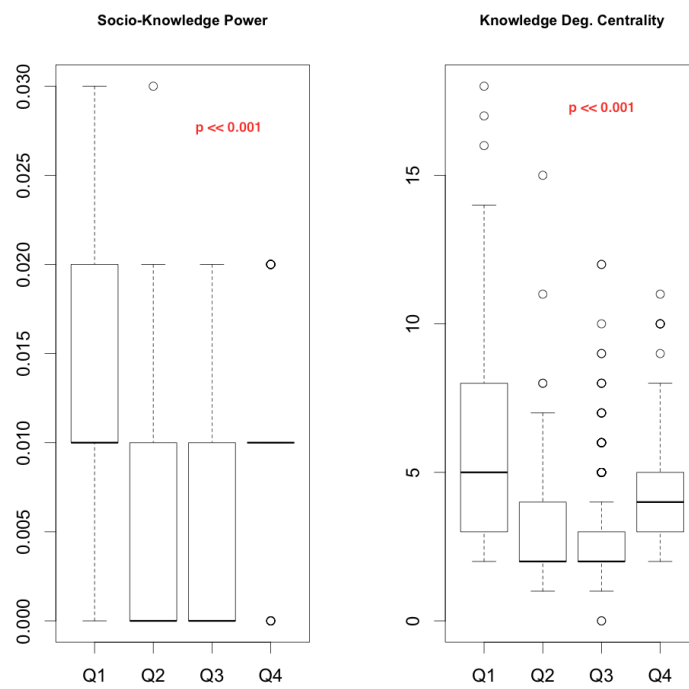 Socio-Knowledge Power
p << 0.001
0.030
0.025
0.020
0.015
0.010
0.005
0.000
Q1 Q2 Q3 Q4
Knowledge Deg. Centrality
p << 0.001
15
10
5
0
Q1 Q2 Q3 Q4